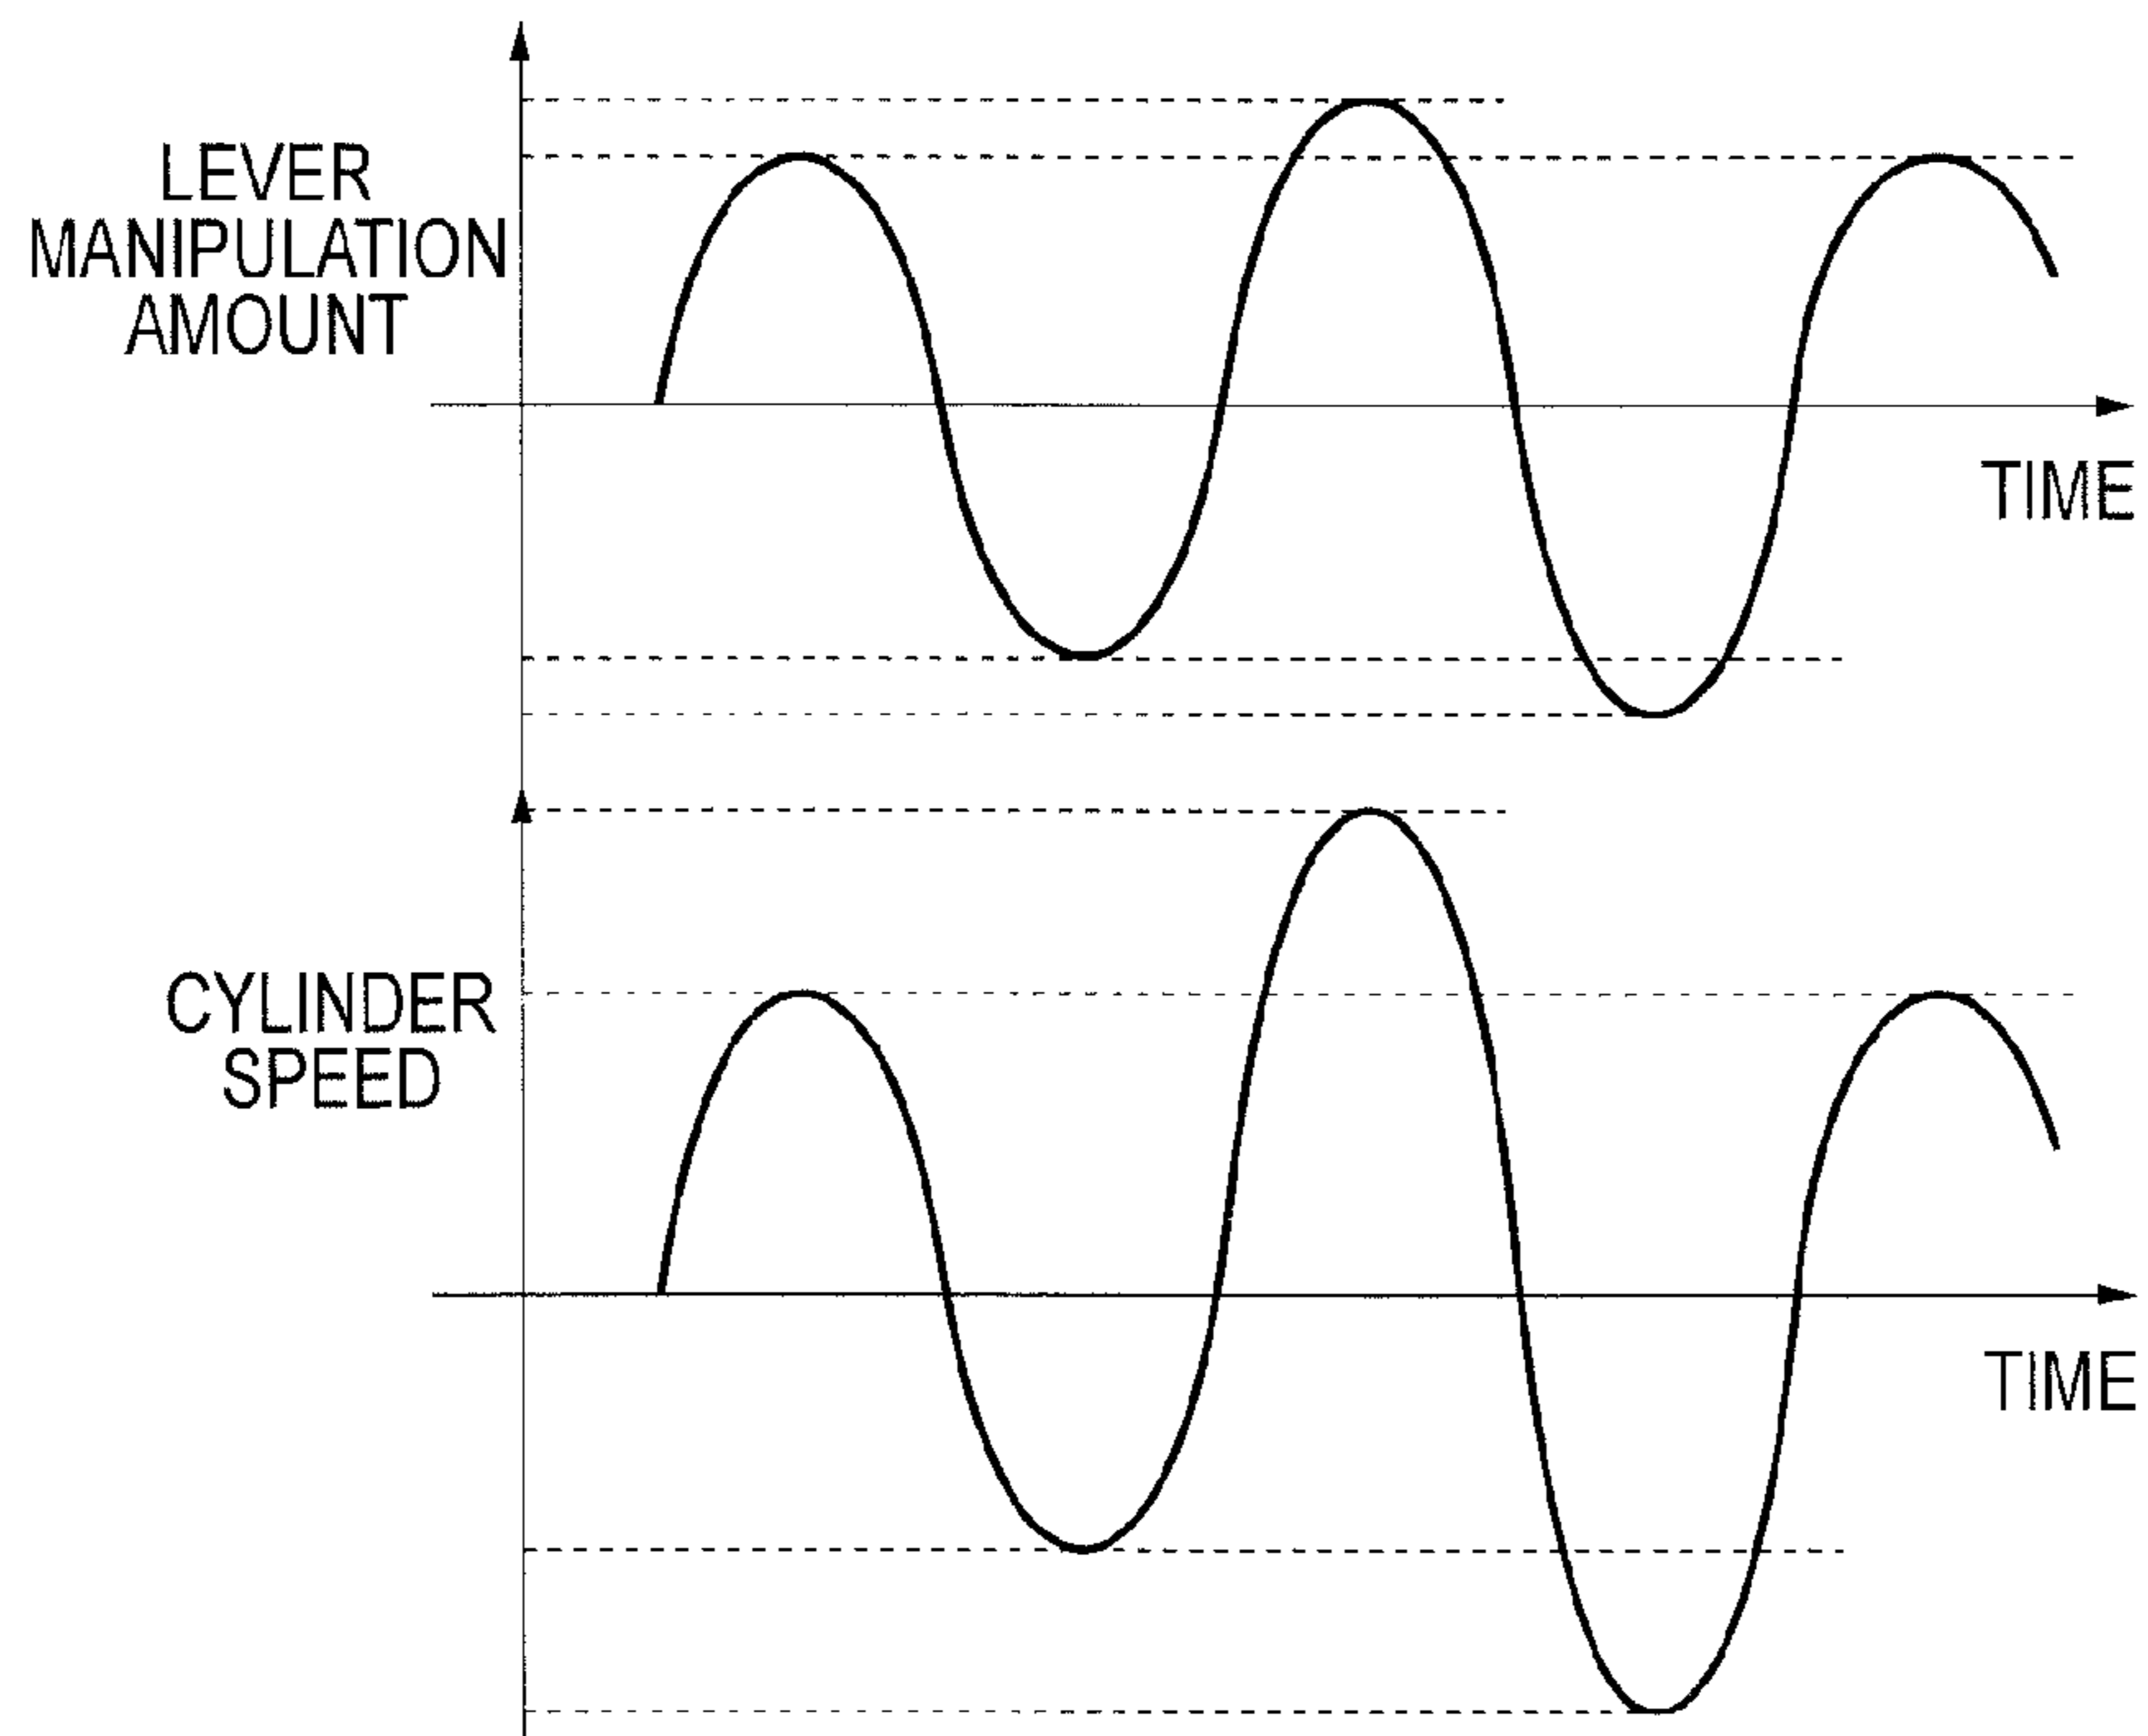 LEVER
MANIPULATION
AMOUNT
TIME
CYLINDER
SPEED
TIME